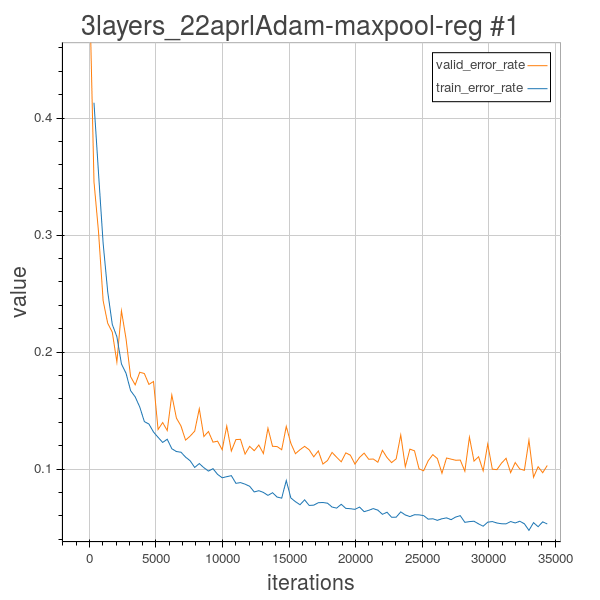 3layers_22aprlAdam-maxpool-reg #1
valid_error_rate
train_error_rate
0.4
0.3
0.2
0.1
value
0 5000 10000 15000 20000 25000 30000 35000
iterations